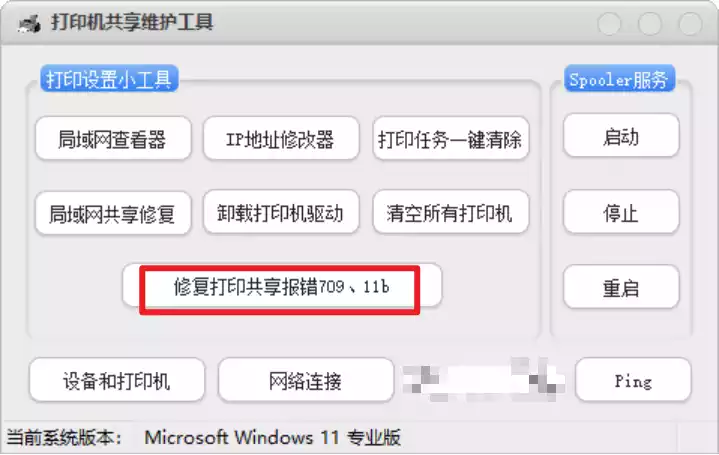 打印机共享维护工具
打印设置小工具
Spooler服务
局域网查看器
IP地址修改器
打印任务一键清除
启动
局域网共享修复
卸载打印机驱动
清空所有打印机
停止
修复打印共享报错709、11b
重启
设备和打印机
网络连接
Ping
当前系统版本： Microsoft Windows 11 专业版